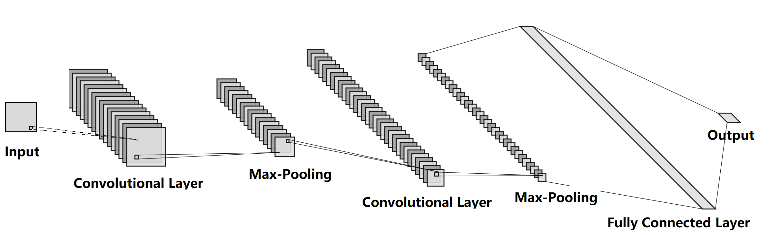 Input
Convolutional Layer
Max-Pooling
Convolutional Layer
Max-Pooling
Fully Connected Layer
Output